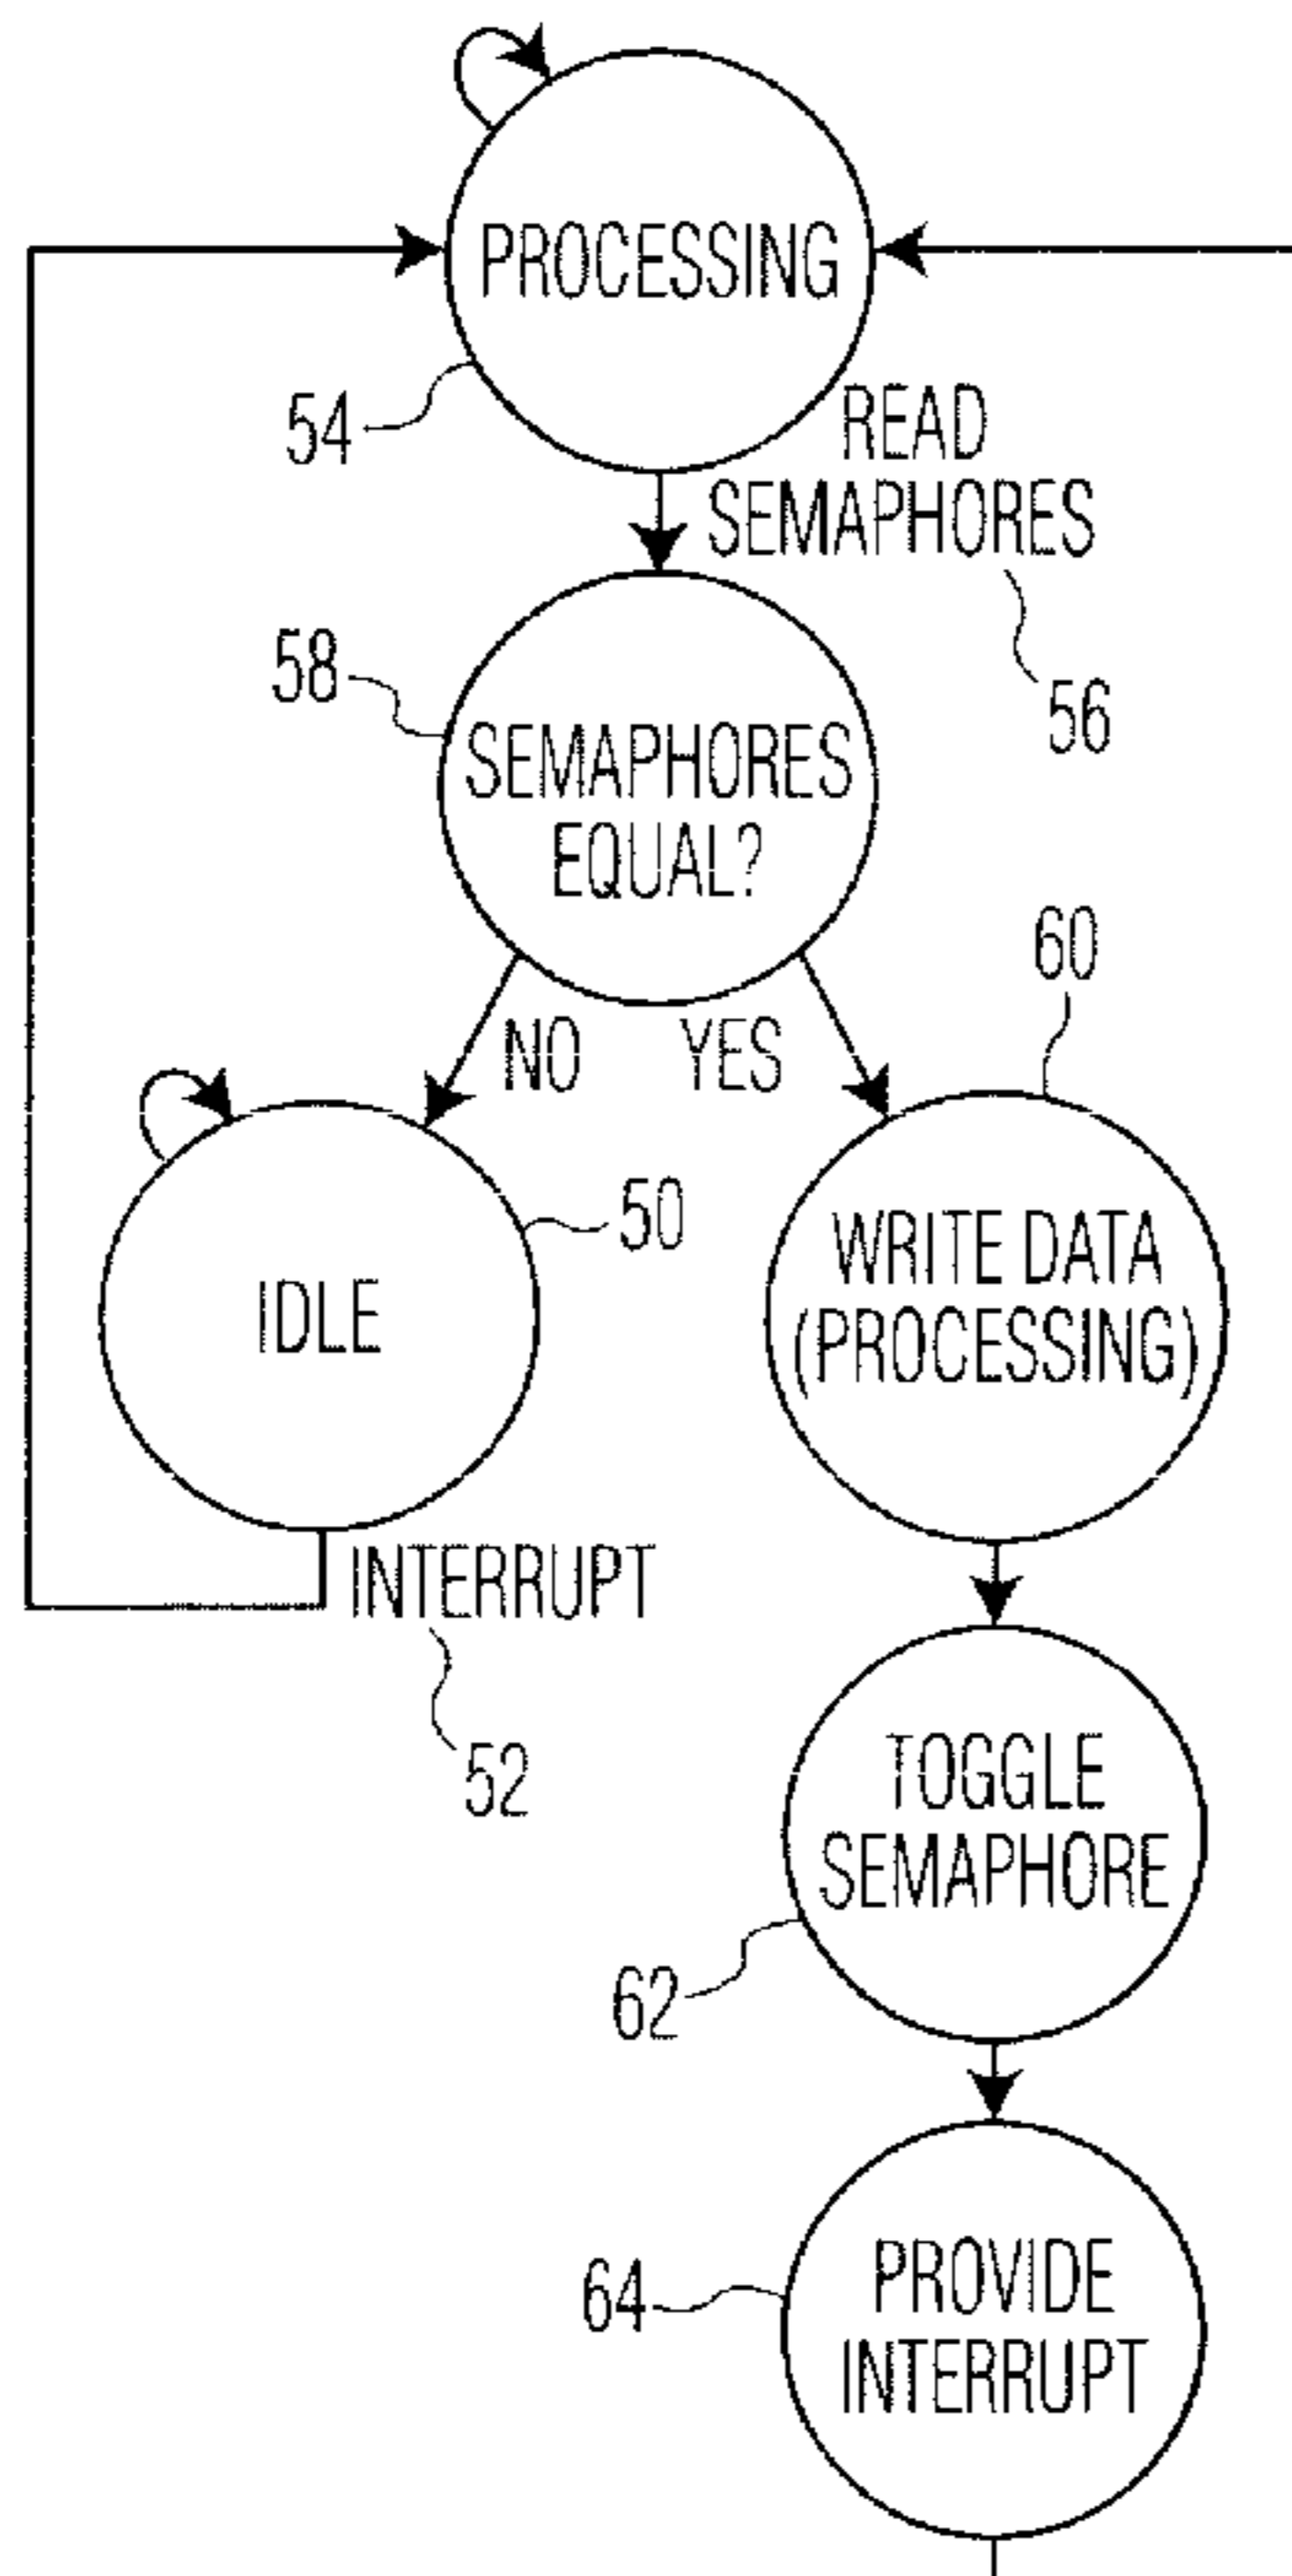 PROCESSING
54
READ
SEMAPHORES
56
58
SEMAPHORES
EQUAL?
NO
YES
60
50
IDLE
WRITE DATA
(PROCESSING)
INTERRUPT
52
TOGGLE
SEMAPHORE
62
64
PROVIDE
INTERRUPT